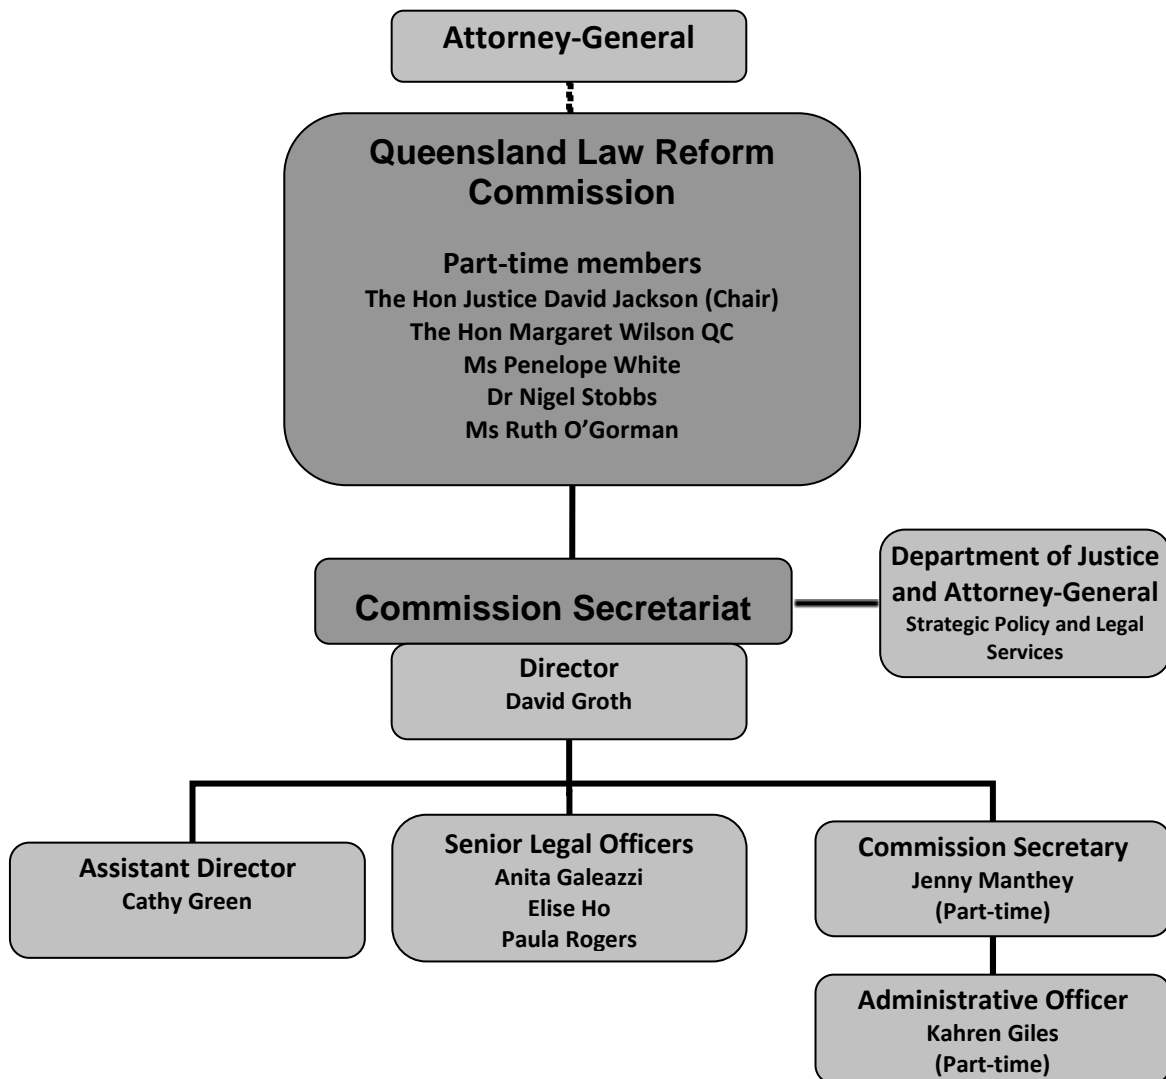 Attorney-General
Queensland Law Reform
Commission
Part-time members
The Hon Justice David Jackson (Chair)
The Hon Margaret Wilson QC
Ms Penelope White
Dr Nigel Stobbs
Ms Ruth O’Gorman
Commission Secretariat
Department of Justice
and Attorney-General
Strategic Policy and Legal
Services
Director
David Groth
Assistant Director
Cathy Green
Senior Legal Officers
Anita Galeazzi
Elise Ho
Paula Rogers
Commission Secretary
Jenny Manthey
(Part-time)
Administrative Officer
Kahren Giles
(Part-time)